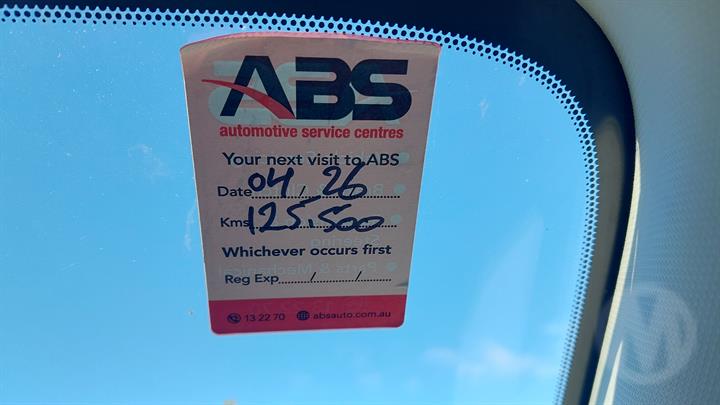 ABS
automotive service centres
Your next visit to ABS
Date 04 / 26
Kms 125,500
Whichever occurs first
Reg Exp ....../....../......
13 22 70 absauto.com.au